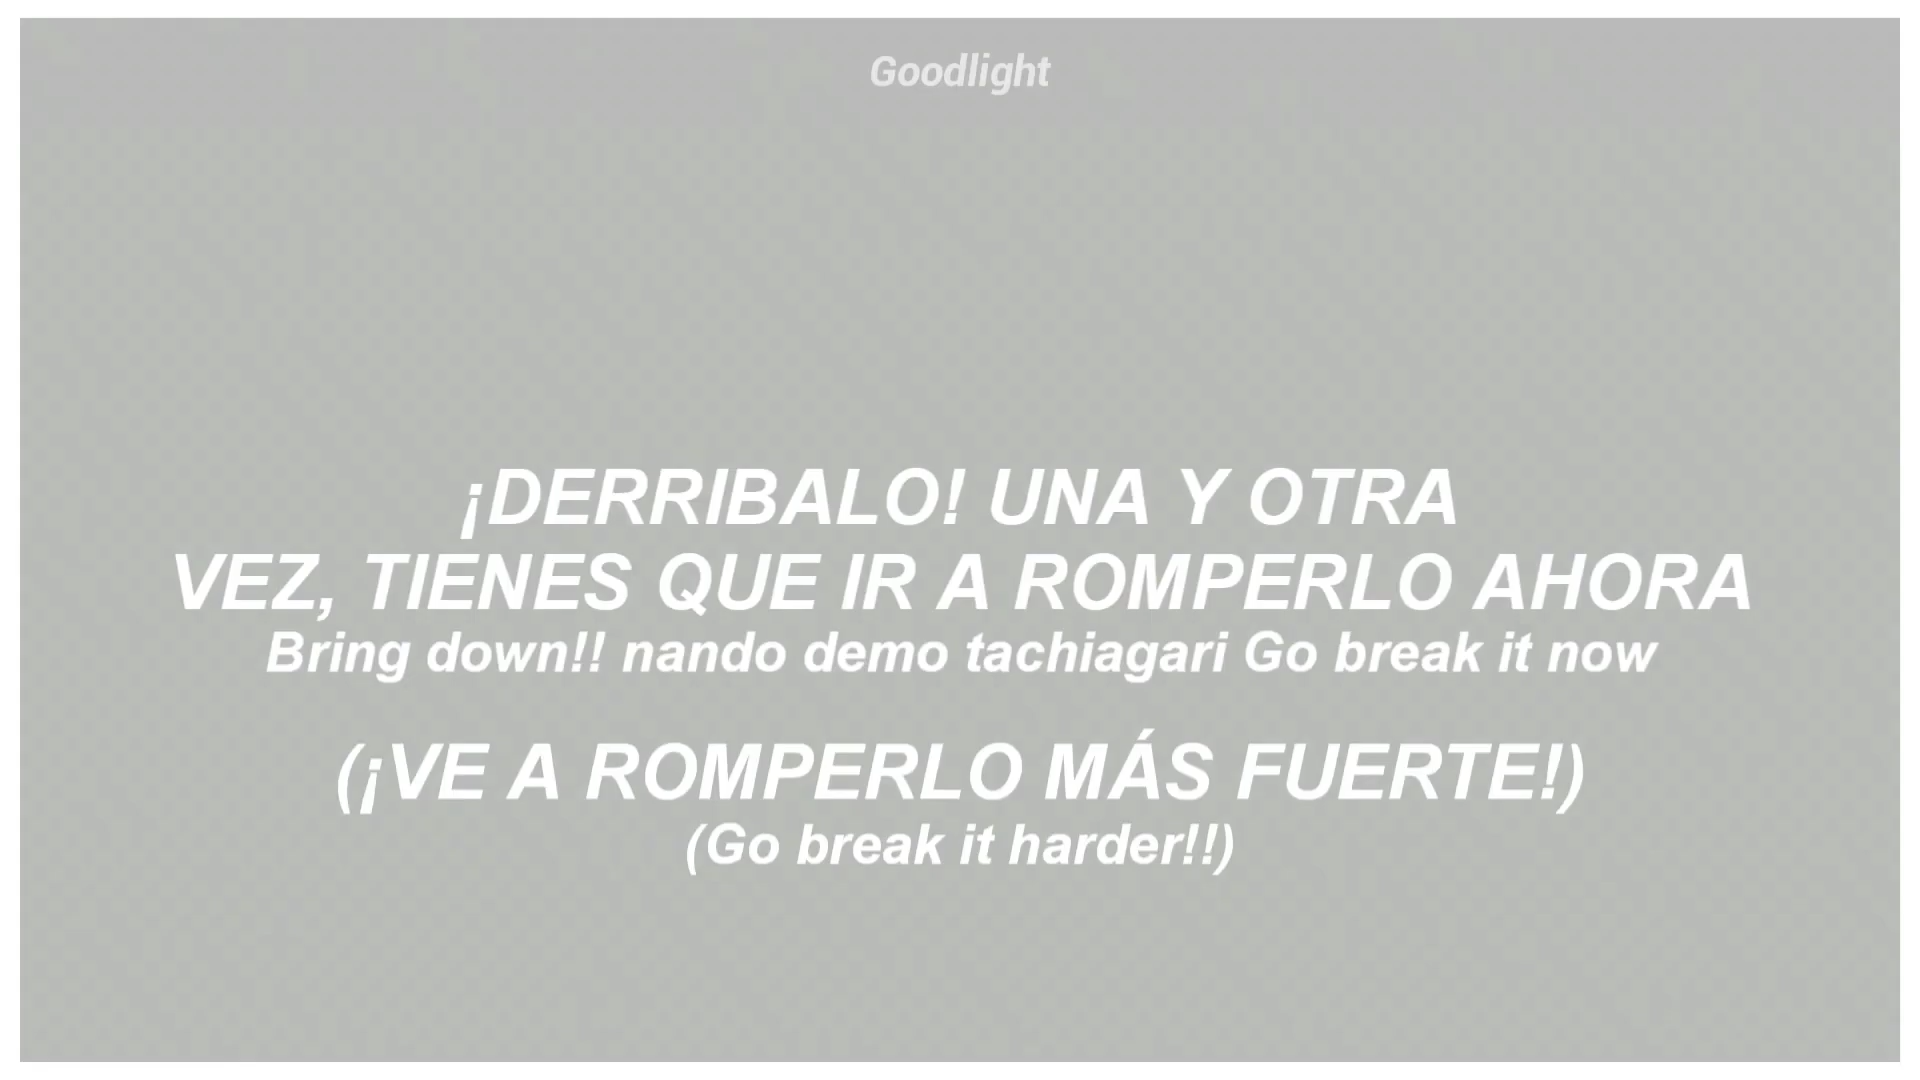 Goodlight
¡DERRIBALO! UNA Y OTRA
VEZ, TIENES QUE IR A ROMPERLO AHORA
Bring down!! nando demo tachiagari Go break it now
(¡VE A ROMPERLO MÁS FUERTE!)
(Go break it harder!!)